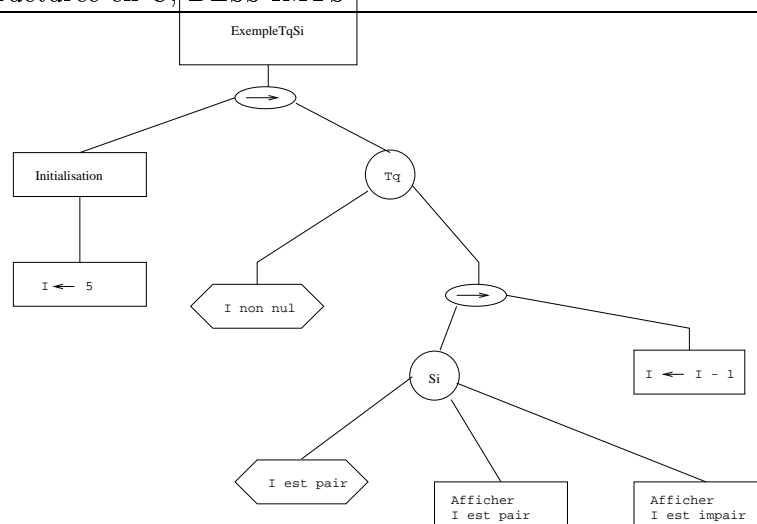 ExempleTqSi
Initialisation
Tq
I ← 5
I non nul
Si
I ← I - 1
I est pair
Afficher
I est pair
Afficher
I est impair